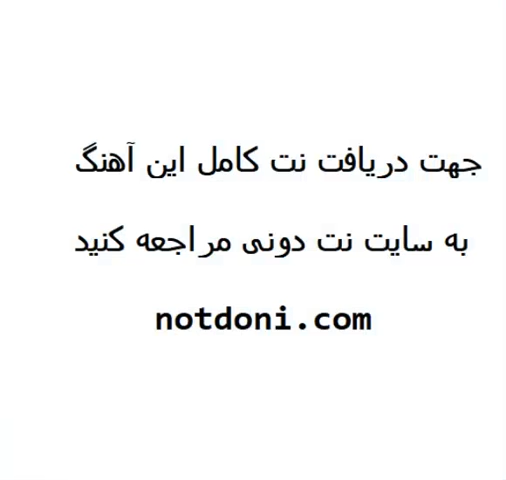 جهت دریافت نت کامل این آهنگ
به سایت نت دونی مراجعه کنید
notdoni.com